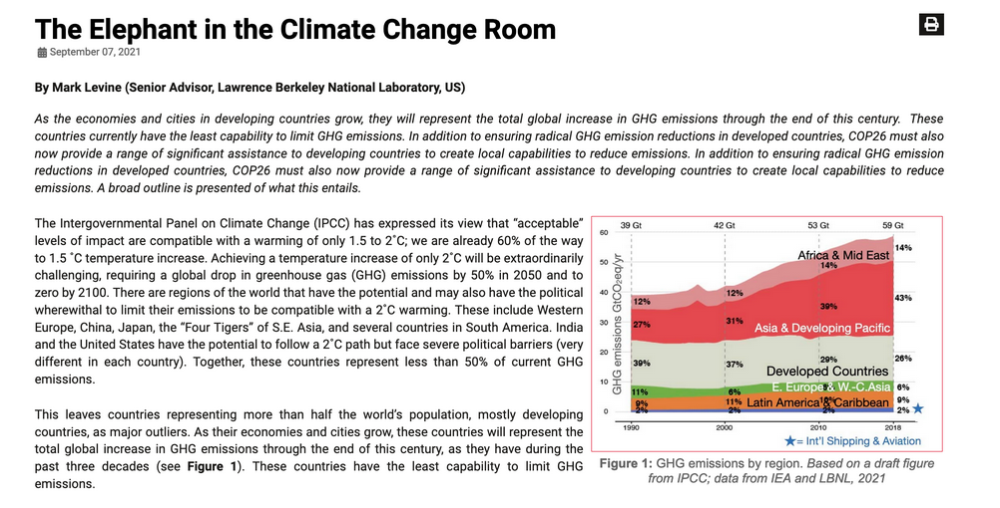 The Elephant in the Climate Change Room
September 07, 2021
By Mark Levine (Senior Advisor, Lawrence Berkeley National Laboratory, US)
As the economies and cities in developing countries grow, they will represent the total global increase in GHG emissions through the end of this century. These
countries currently have the least capability to limit GHG emissions. In addition to ensuring radical GHG emission reductions in developed countries, COP26 must also
now provide a range of significant assistance to developing countries to create local capabilities to reduce emissions. In addition to ensuring radical GHG emission
reductions in developed countries, COP26 must also now provide a range of significant assistance to developing countries to create local capabilities to reduce
emissions. A broad outline is presented of what this entails.
The Intergovernmental Panel on Climate Change (IPCC) has expressed its view that “acceptable”
levels of impact are compatible with a warming of only 1.5 to 2˚C; we are already 60% of the way
to 1.5 ˚C temperature increase. Achieving a temperature increase of only 2˚C will be extraordinarily
challenging, requiring a global drop in greenhouse gas (GHG) emissions by 50% in 2050 and to
zero by 2100. There are regions of the world that have the potential and may also have the political
wherewithal to limit their emissions to be compatible with a 2˚C warming. These include Western
Europe, China, Japan, the “Four Tigers” of S.E. Asia, and several countries in South America. India
and the United States have the potential to follow a 2˚C path but face severe political barriers (very
different in each country). Together, these countries represent less than 50% of current GHG
emissions.
This leaves countries representing more than half the world’s population, mostly developing
countries, as major outliers. As their economies and cities grow, these countries will represent the
total global increase in GHG emissions through the end of this century, as they have during the
past three decades (see Figure 1). These countries have the least capability to limit GHG
emissions.
39 Gt 42 Gt 53 Gt 59 Gt
GHG emissions GtCO₂eq/yr
60
50
40
30
20
10
0
14%
Africa & Mid East
14%
12% 12%
43%
39%
27% 31%
Asia & Developing Pacific
39% 37% 29% 26%
Developed Countries
E. Europe & W.-C.Asia
11% 6% 6%
9% 11% Latin America & Caribbean 9%
2% 2% 2% 2% ★
1990 2000 2010 2018
★= Int’l Shipping & Aviation
Figure 1: GHG emissions by region. Based on a draft figure
from IPCC; data from IEA and LBNL, 2021